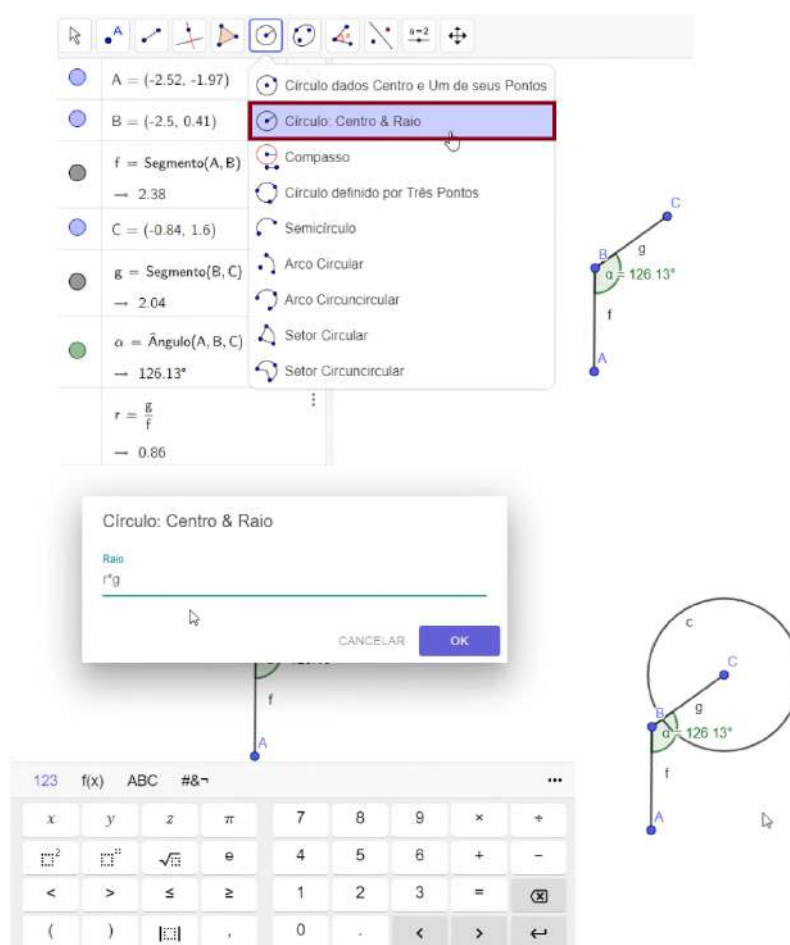 A
a=2
A = (-2.52, -1.97)
Círculo dados Centro e Um de seus Pontos
B = (-2.5, 0.41)
Círculo: Centro & Raio
f = Segmento(A, B)
→ 2.38
Compasso
Círculo definido por Três Pontos
C = (-0.84, 1.6)
Semicírculo
g = Segmento(B, C)
→ 2.04
Arco Circular
Arco Circuncircular
α = Ângulo(A, B, C)
→ 126.13°
Setor Circular
Setor Circuncircular
r = g/f
→ 0.86
C
B
g
α = 126.13°
f
A
Círculo: Centro & Raio
Raio
r*g
CANCELAR OK
f
A
c
C
B
g
α = 126.13°
f
A
123 f(x) ABC #&¬ •••
x y z π 7 8 9 × ÷
√ e 4 5 6 + −
< > ≤ ≥ 1 2 3 =
( ) , 0 . < >